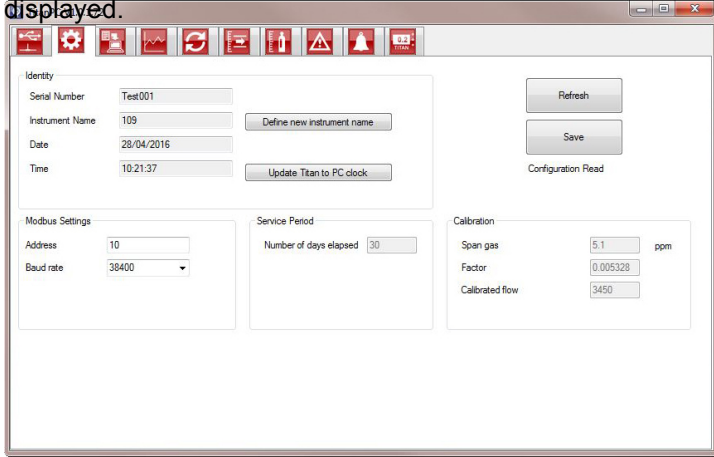 displayed.
0.2
TITAN
Identity
Serial Number Test001
Instrument Name 109 Define new instrument name
Date 28/04/2016
Time 10:21:37 Update Titan to PC clock
Refresh
Save
Configuration Read
Modbus Settings
Address 10
Baud rate 38400
Service Period
Number of days elapsed 30
Calibration
Span gas 5.1 ppm
Factor 0.005328
Calibrated flow 3450